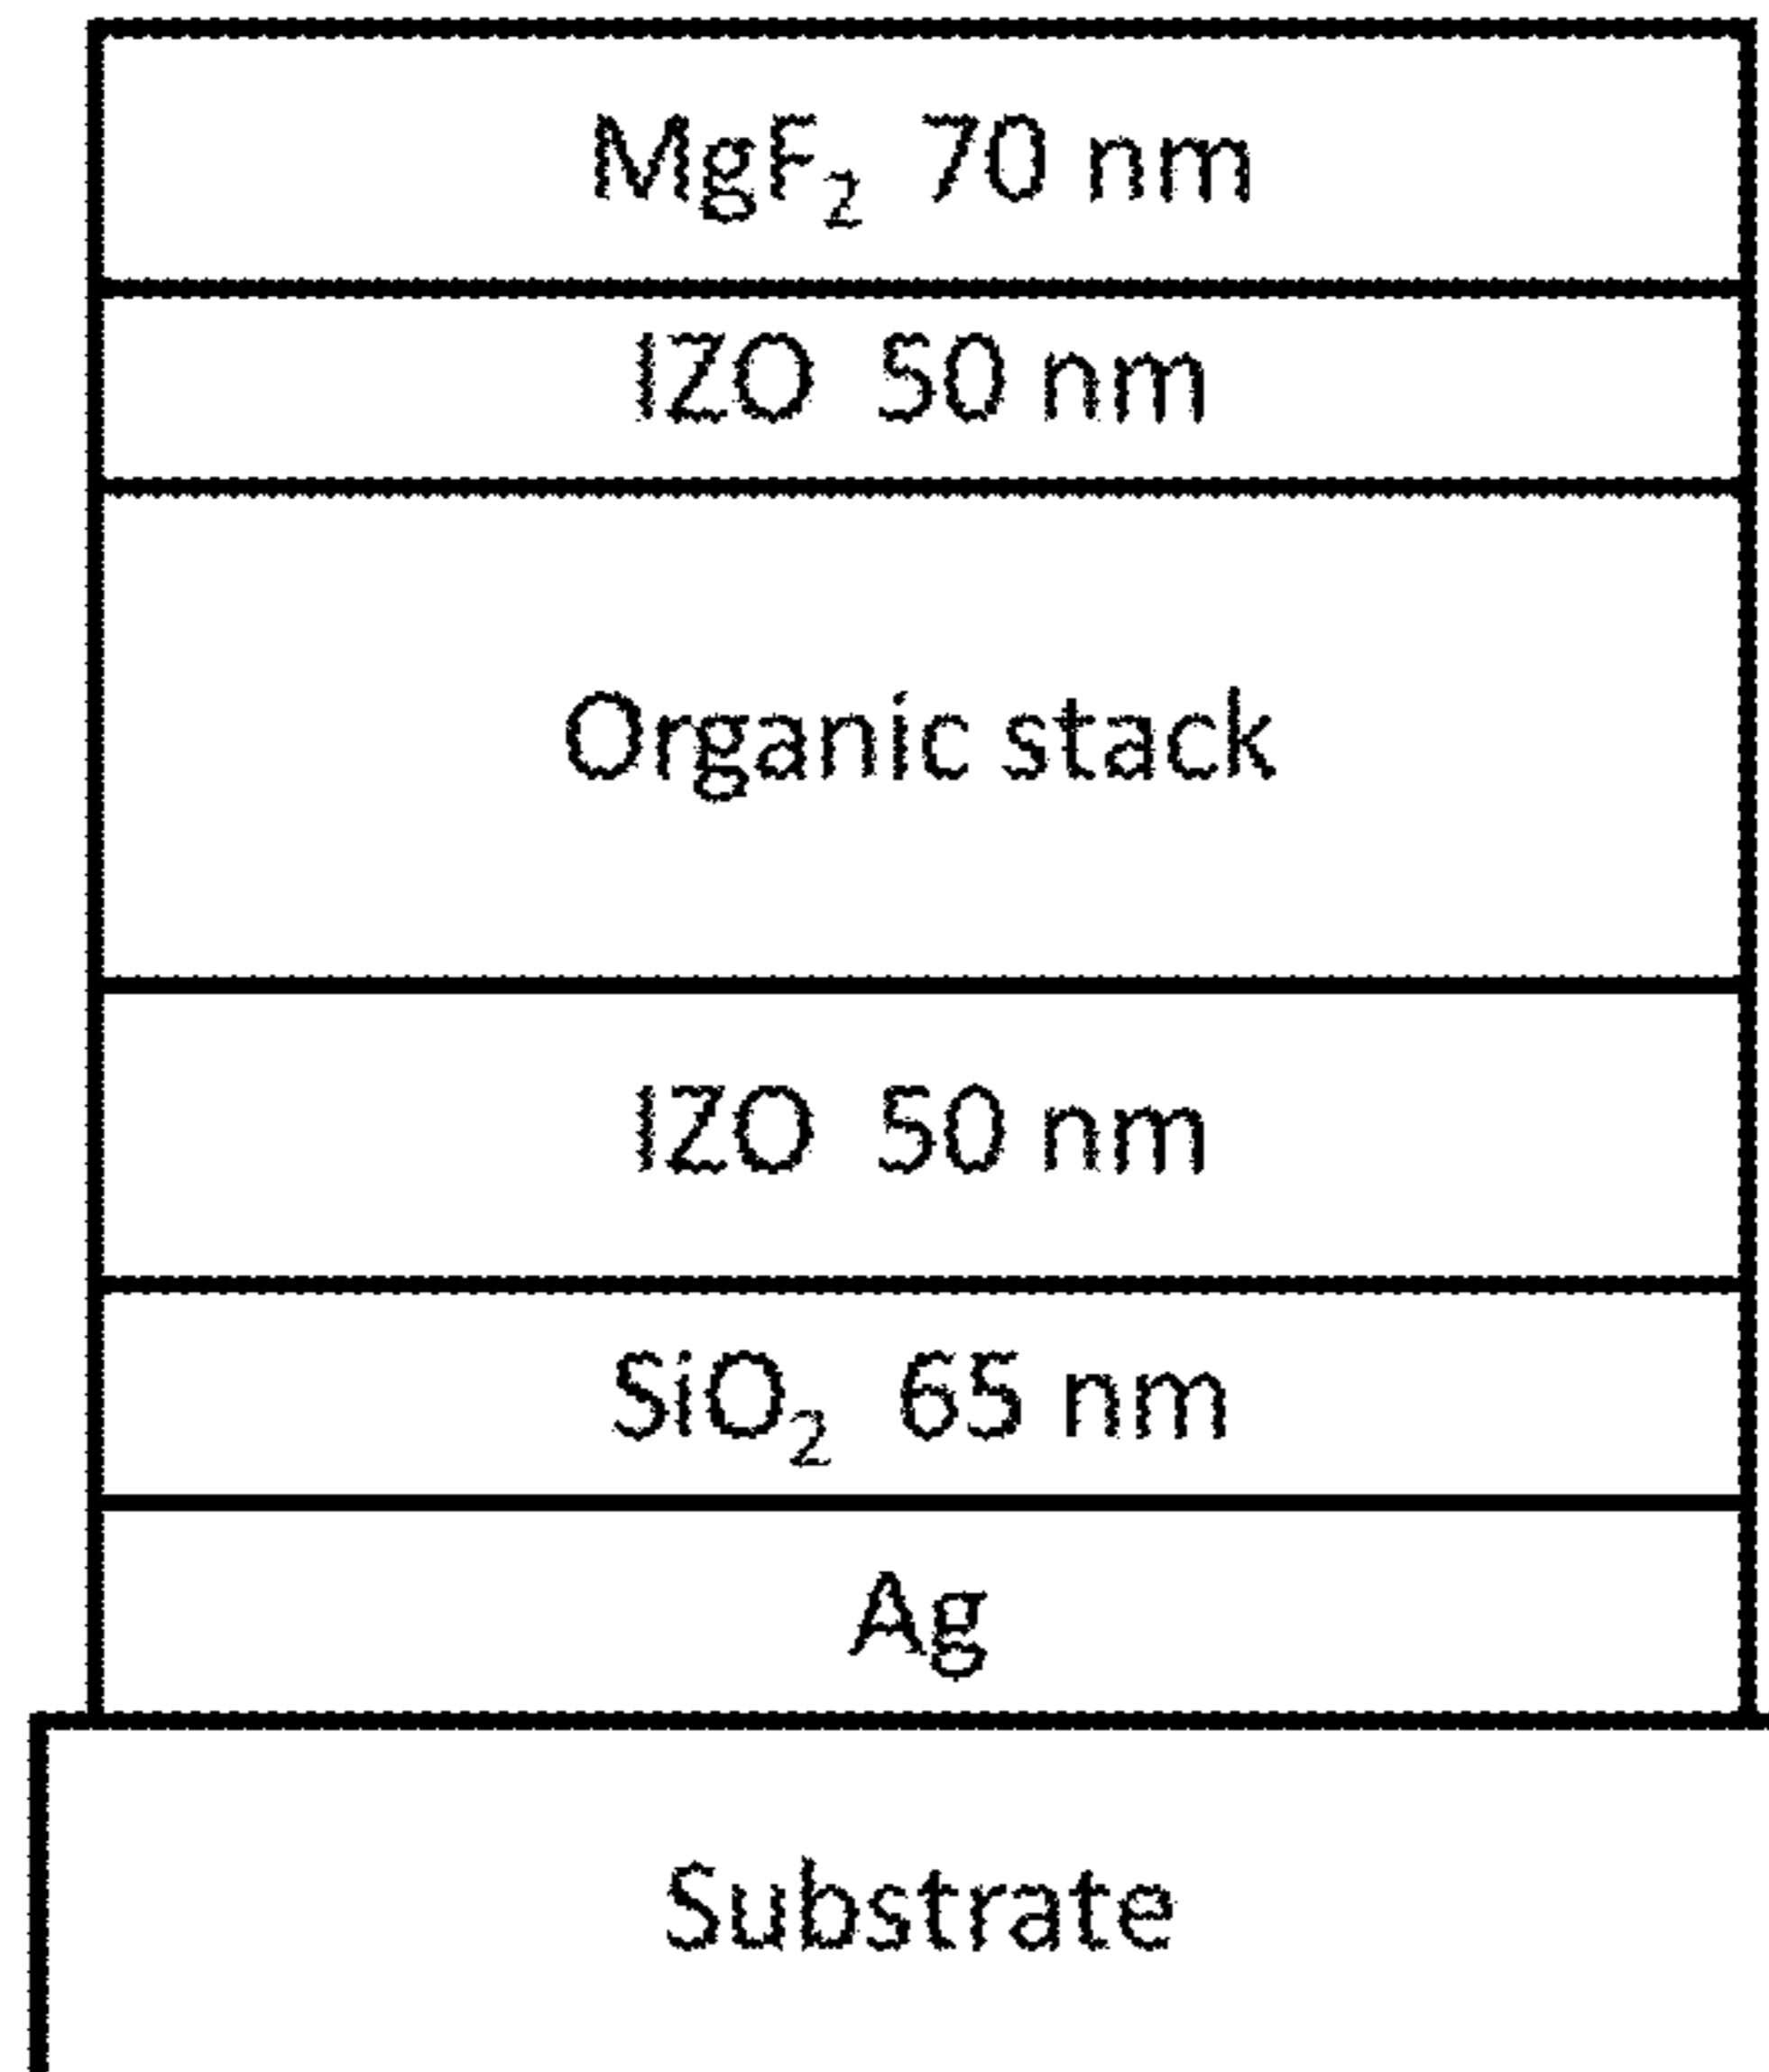 MgF₂ 70 nm
IZO 50 nm
Organic stack
IZO 50 nm
SiO₂ 65 nm
Ag
Substrate